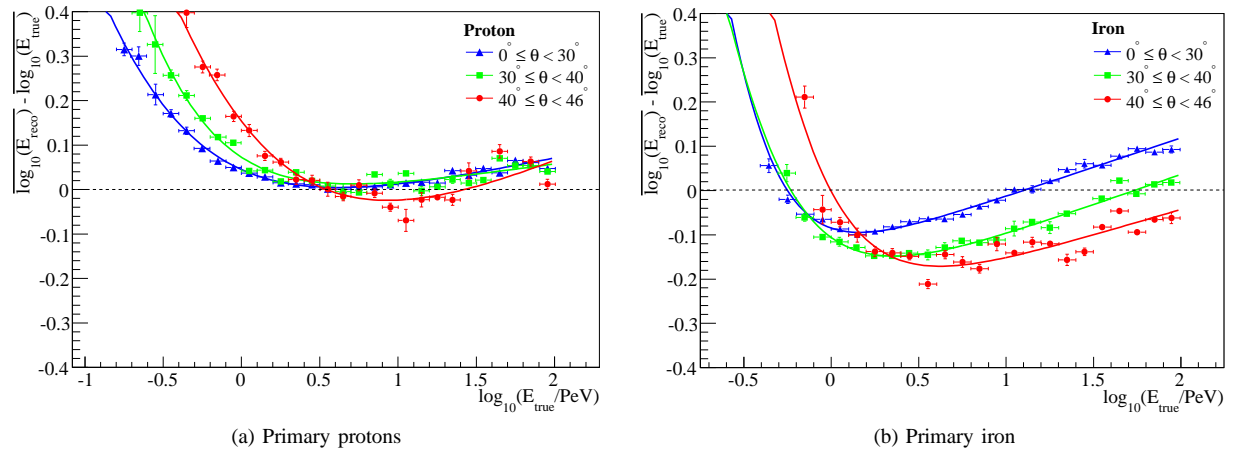 log10(Ereco) - log10(Etrue)
0.4
0.3
0.2
0.1
0
-0.1
-0.2
-0.3
-0.4
Proton
0° ≤ θ < 30°
30° ≤ θ < 40°
40° ≤ θ < 46°
-1 -0.5 0 0.5 1 1.5 2
log10(Etrue/PeV)
(a) Primary protons
log10(Ereco) - log10(Etrue)
0.4
0.3
0.2
0.1
0
-0.1
-0.2
-0.3
-0.4
Iron
0° ≤ θ < 30°
30° ≤ θ < 40°
40° ≤ θ < 46°
-0.5 0 0.5 1 1.5 2
log10(Etrue/PeV)
(b) Primary iron